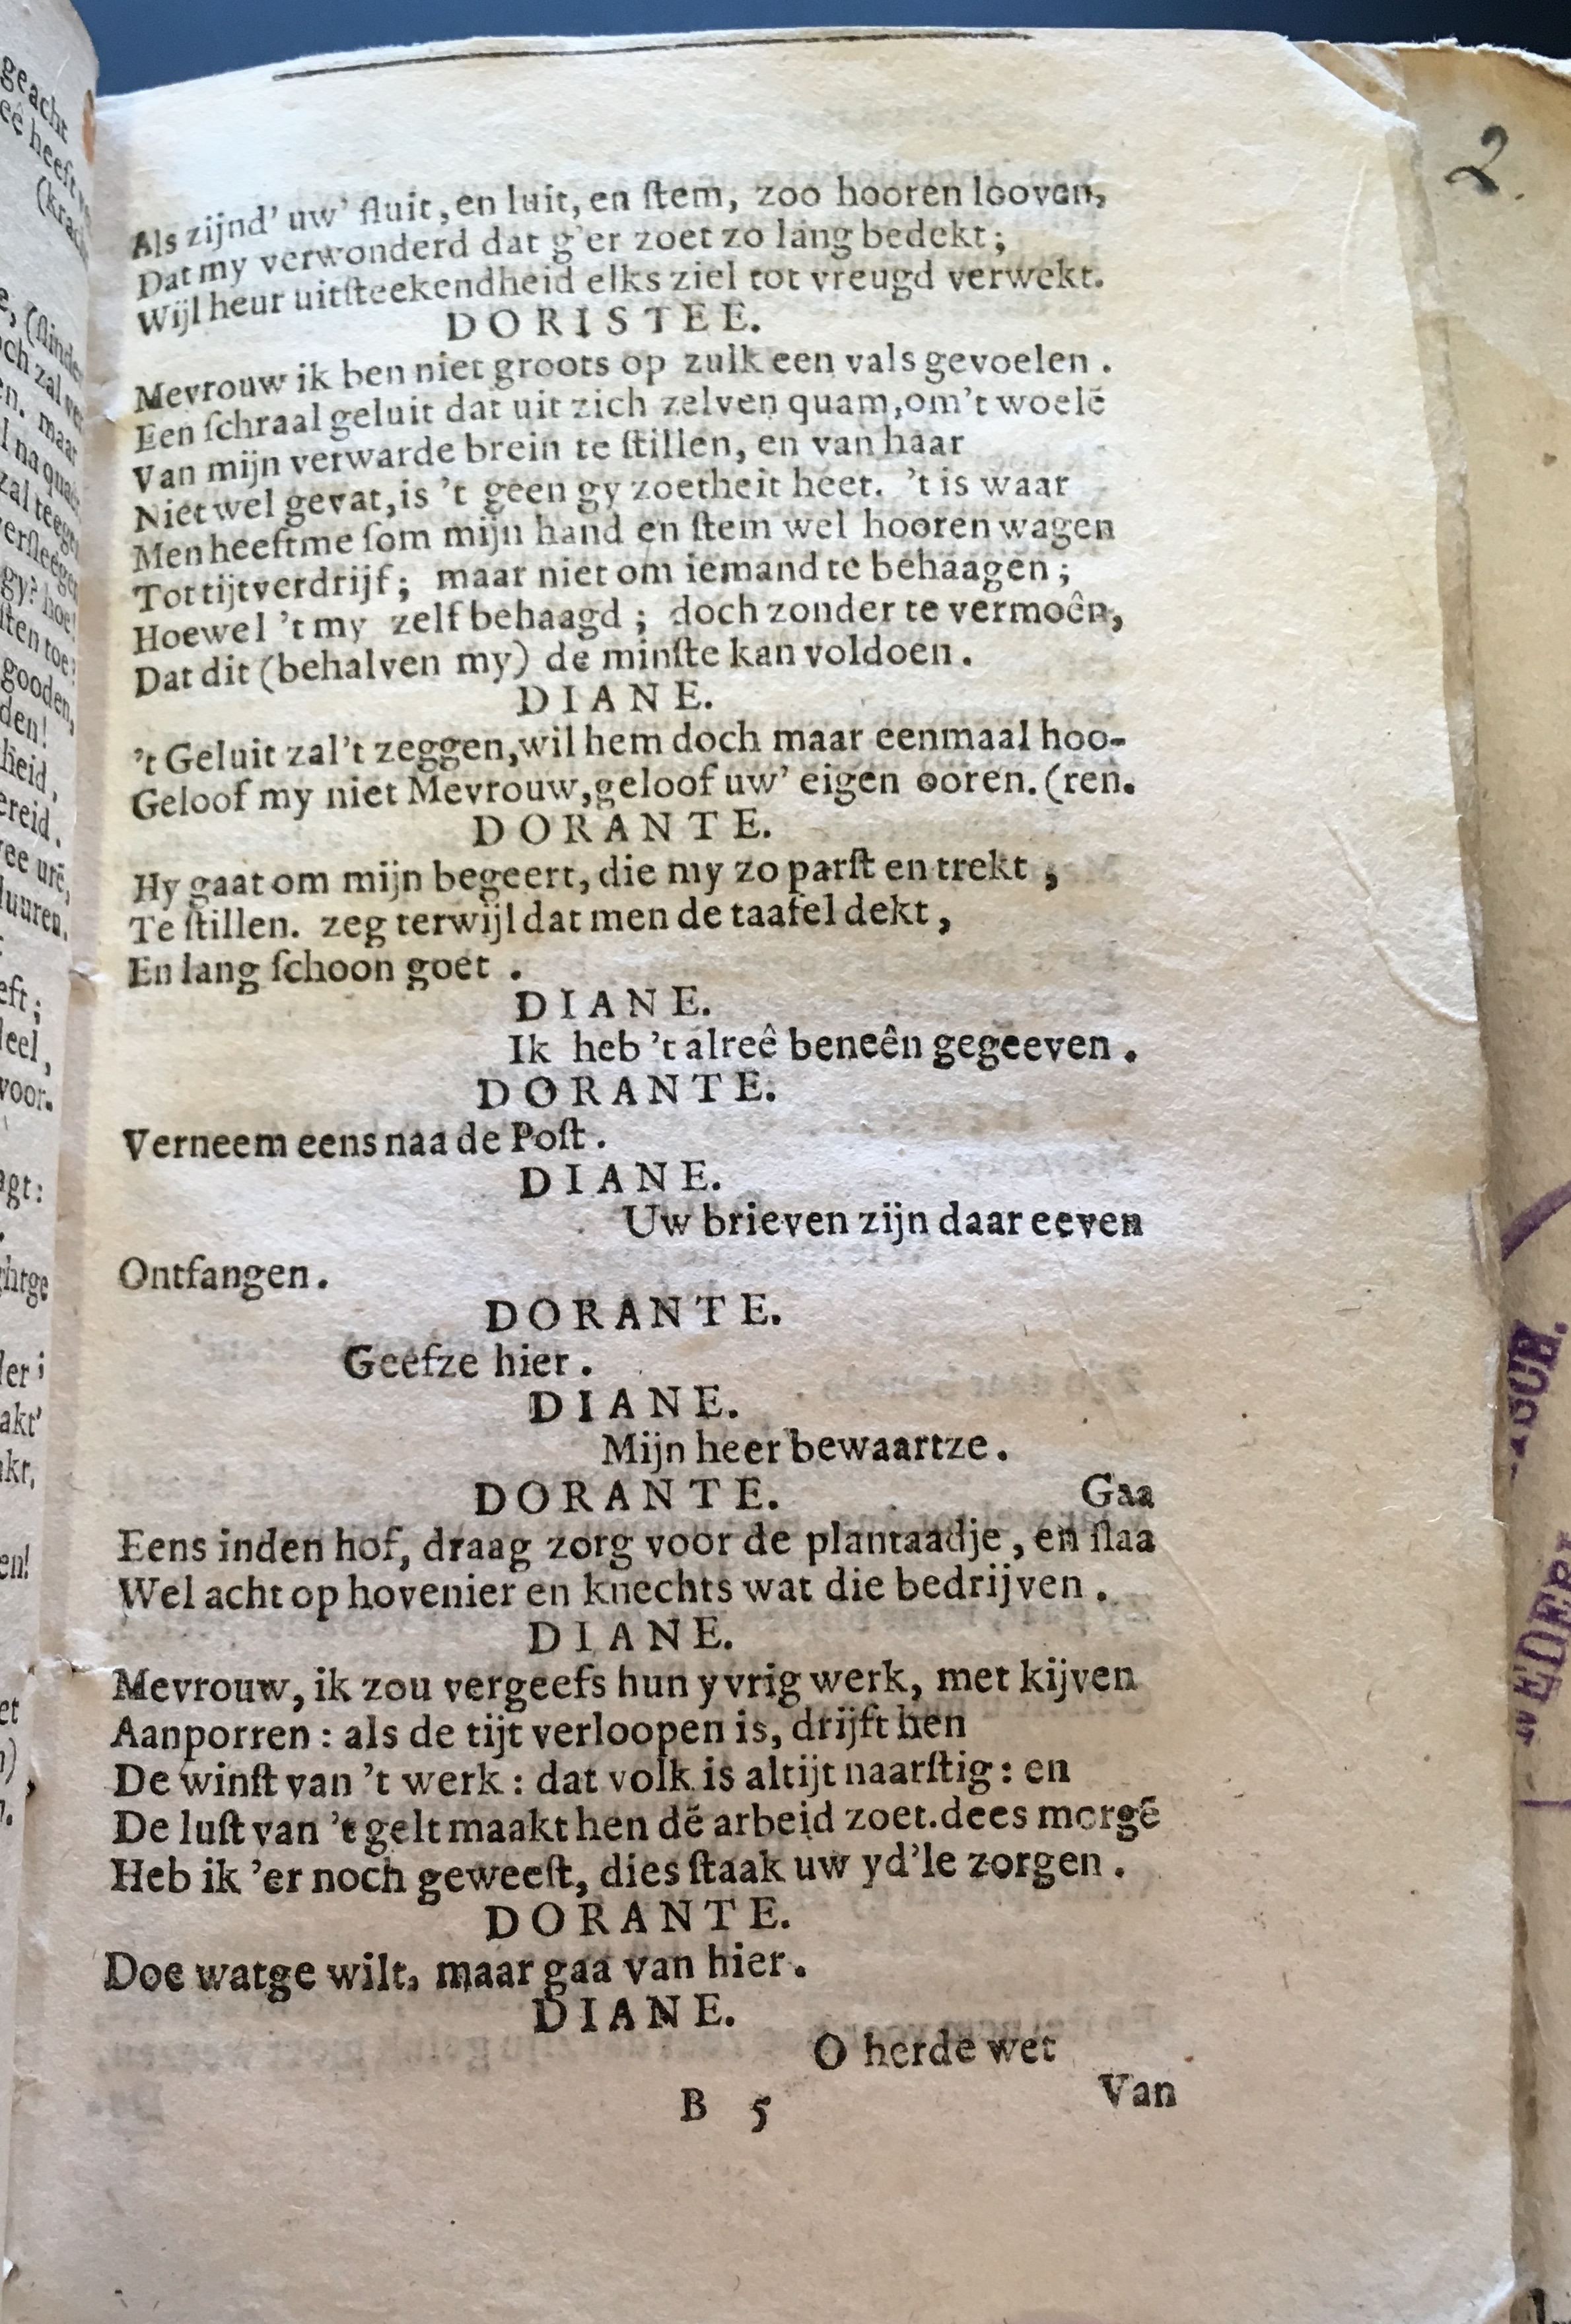 Als zijnd' uw' fluit, en luit, en ſtem, zoo hooren looven,
Dat my verwonderd dat g'er zoet zo lang bedekt;
Wijl heur uitſteekendheid elks ziel tot vreugd verwekt.
DORISTEE.
Mevrouw ik ben niet groots op zulk een vals gevoelen.
Een ſchraal geluit dat uit zich zelven quam, om't woelē
Van mijn verwarde brein te ſtillen, en van haar
Niet wel gevat, is 't geen gy zoetheit heet. 't is waar
Men heeftme ſom mijn hand en ſtem wel hooren wagen
Tot tijtverdrijf; maar niet om iemand te behaagen;
Hoewel 't my zelf behaagd; doch zonder te vermoên,
Dat dit (behalven my) de minſte kan voldoen.
DIANE.
't Geluit zal't zeggen, wil hem doch maar eenmaal hoo-
Geloof my niet Mevrouw, geloof uw' eigen ooren. (ren.
DORANTE.
Hy gaat om mijn begeert, die my zo parſt en trekt,
Te ſtillen. zeg terwijl dat men de taafel dekt,
En lang ſchoon goet.
DIANE.
Ik heb 't alreê beneên gegeeven.
DORANTE.
Verneem eens naa de Poſt.
DIANE.
Uw brieven zijn daar eeven
Ontfangen.
DORANTE.
Geefze hier.
DIANE.
Mijn heer bewaartze.
DORANTE. Gaa
Eens inden hof, draag zorg voor de plantaadje, en ſlaa
Wel acht op hovenier en knechts wat die bedrijven.
DIANE.
Mevrouw, ik zou vergeefs hun yvrig werk, met kijven
Aanporren: als de tijt verloopen is, drijft hen
De winſt van 't werk: dat volk is altijt naarſtig: en
De luſt van 't gelt maakt hen dē arbeid zoet. dees morgē
Heb ik 'er noch geweeſt, dies ſtaak uw yd'le zorgen.
DORANTE.
Doe watge wilt, maar gaa van hier.
DIANE.
O herde wet
B 5 Van
2.